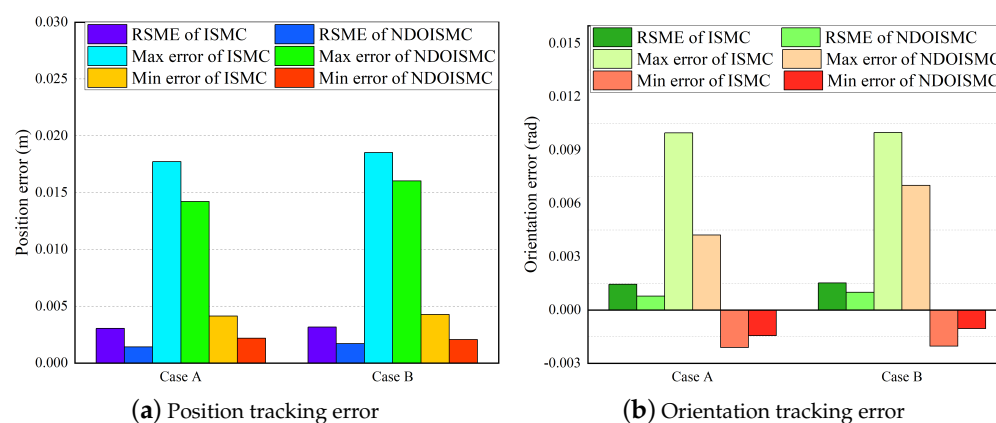 0.030
0.025
0.020
0.015
0.010
0.005
0.000
Position error (m)
RSME of ISMC RSME of NDOISMC
Max error of ISMC Max error of NDOISMC
Min error of ISMC Min error of NDOISMC
Case A Case B
(a) Position tracking error
0.015
0.012
0.009
0.006
0.003
0.000
-0.003
Orientation error (rad)
RSME of ISMC RSME of NDOISMC
Max error of ISMC Max error of NDOISMC
Min error of ISMC Min error of NDOISMC
Case A Case B
(b) Orientation tracking error